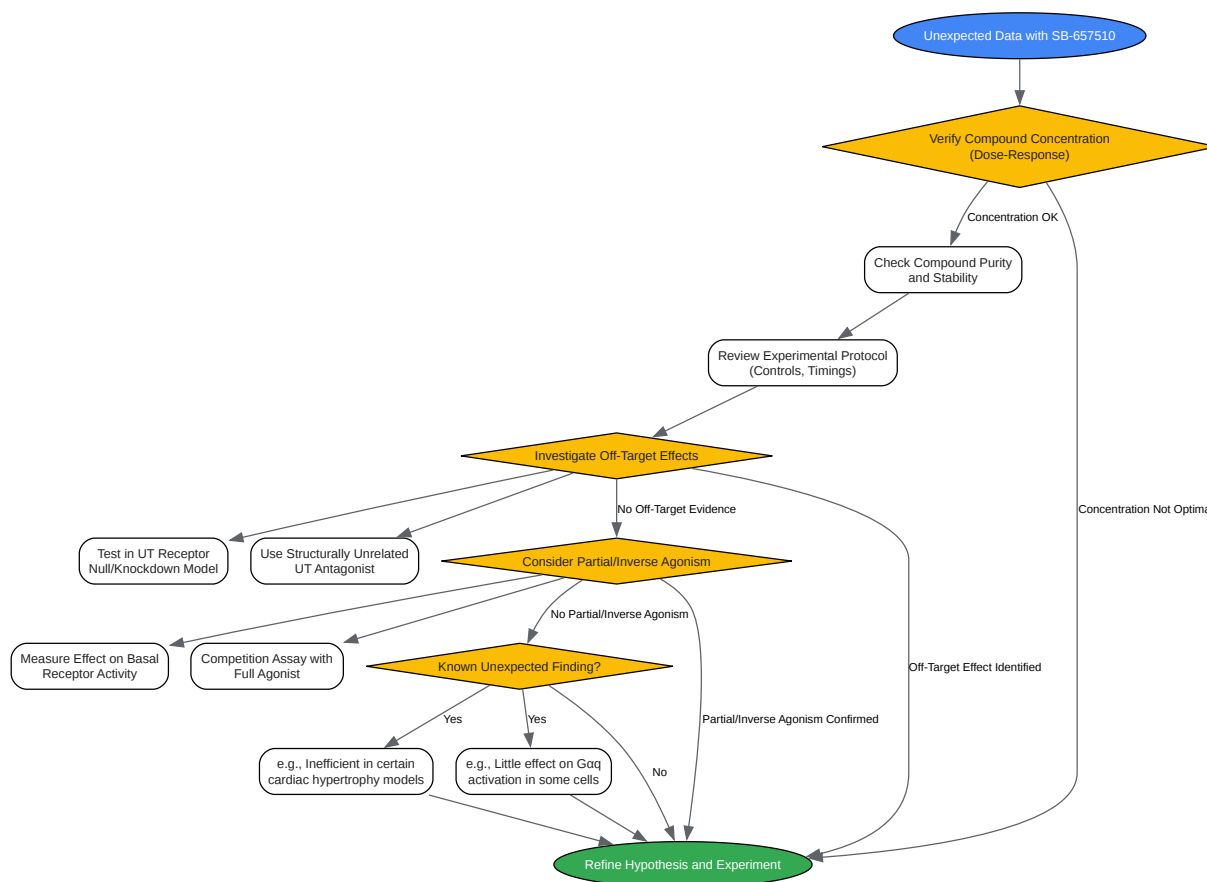 Unexpected Data with SB-657510
Verify Compound Concentration
(Dose-Response)
Concentration OK
Check Compound Purity
and Stability
Review Experimental Protocol
(Controls, Timings)
Investigate Off-Target Effects
No Off-Target Evidence
Concentration Not Optima
Test in UT Receptor
Null/Knockdown Model
Use Structurally Unrelated
UT Antagonist
Consider Partial/Inverse Agonism
No Partial/Inverse Agonism
Measure Effect on Basal
Receptor Activity
Competition Assay with
Full Agonist
Known Unexpected Finding?
Off-Target Effect Identified
Yes
Yes
Partial/Inverse Agonism Confirmed
e.g., Inefficient in certain
cardiac hypertrophy models
e.g., Little effect on Gαq
activation in some cells
No
Refine Hypothesis and Experiment